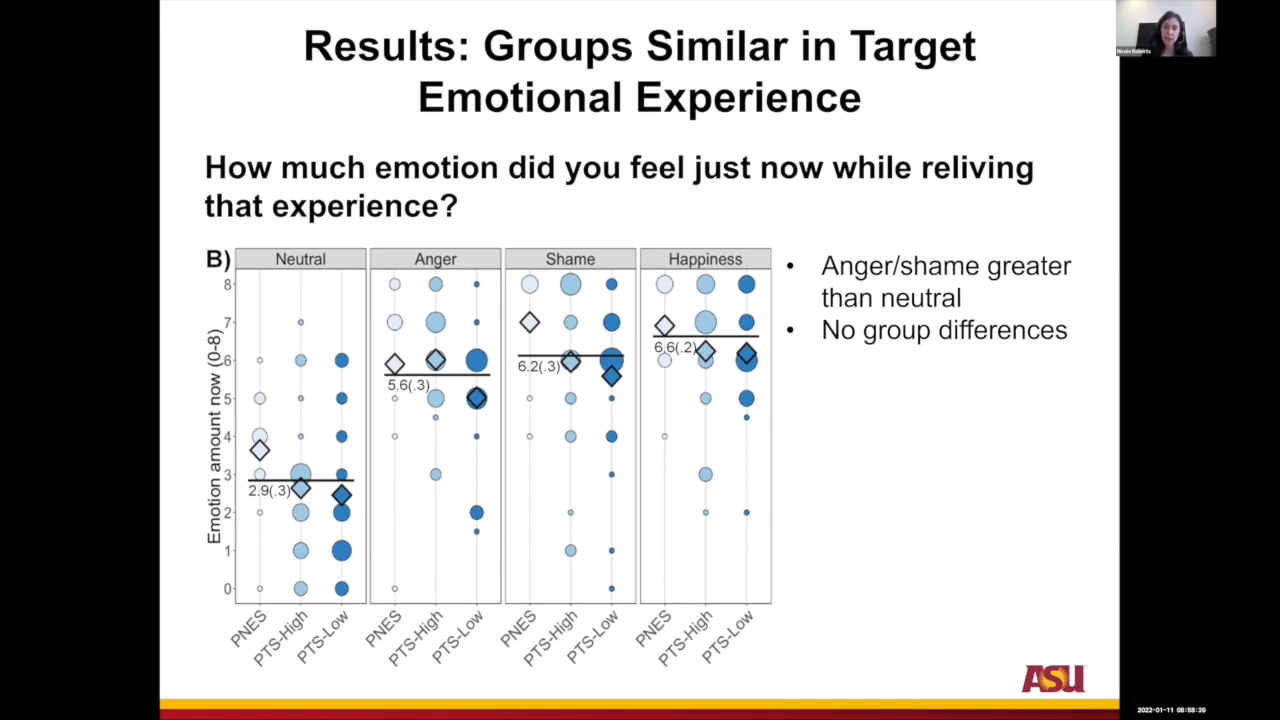 Results: Groups Similar in Target
Emotional Experience
Nicole Roberts
How much emotion did you feel just now while reliving
that experience?
B)
Neutral
Anger
Shame
Happiness
Emotion amount now (0-8)
8
7
6
5
4
3
2
1
0
2.9(.3)
5.6(.3)
6.2(.3)
6.6(.2)
PNES
PTS-High
PTS-Low
PNES
PTS-High
PTS-Low
PNES
PTS-High
PTS-Low
PNES
PTS-High
PTS-Low
• Anger/shame greater
than neutral
• No group differences
ASU
2022-01-11 08:58:39